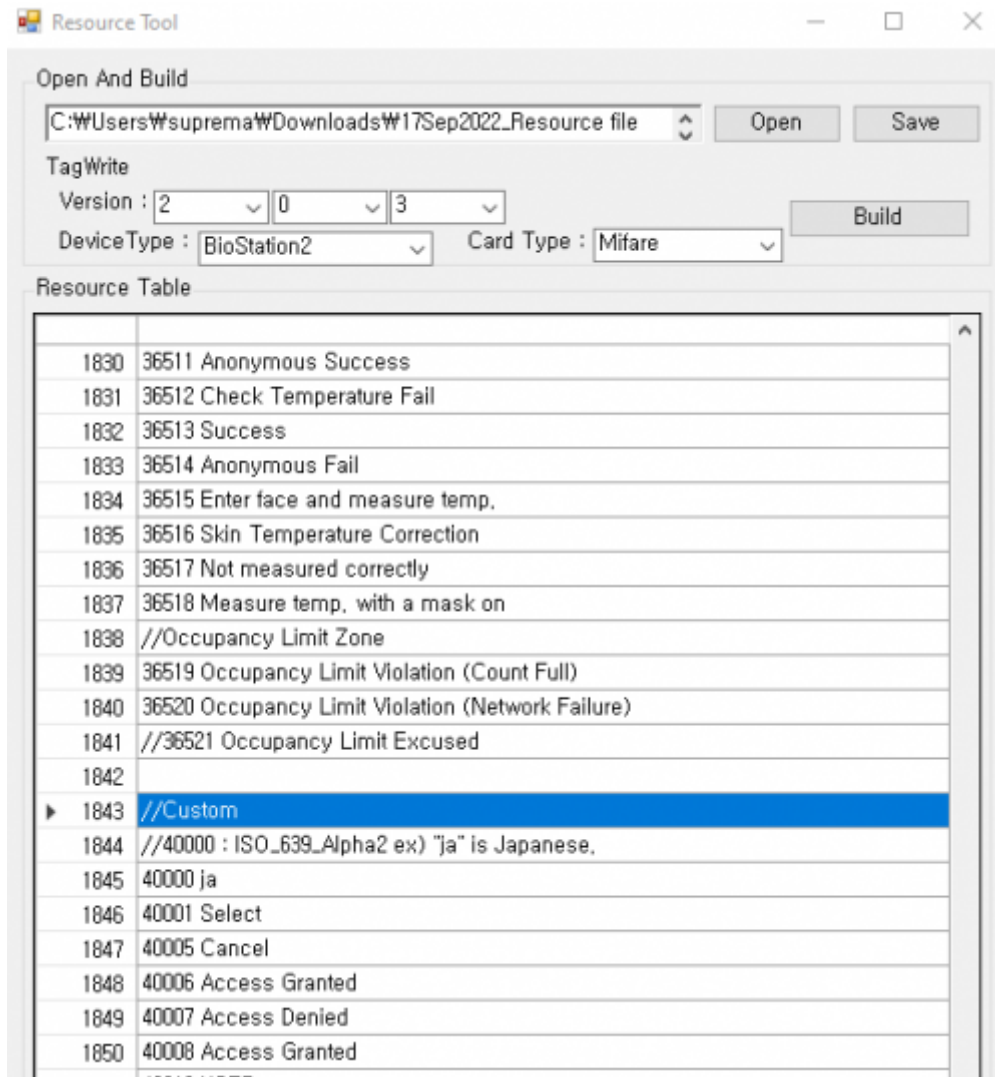 Resource Tool
Open And Build
C:₩Users₩suprema₩Downloads₩17Sep2022_Resource file
Open
Save
TagWrite
Version : 2 0 3
Build
DeviceType : BioStation2
Card Type : Mifare
Resource Table
1830 36511 Anonymous Success
1831 36512 Check Temperature Fail
1832 36513 Success
1833 36514 Anonymous Fail
1834 36515 Enter face and measure temp.
1835 36516 Skin Temperature Correction
1836 36517 Not measured correctly
1837 36518 Measure temp. with a mask on
1838 //Occupancy Limit Zone
1839 36519 Occupancy Limit Violation (Count Full)
1840 36520 Occupancy Limit Violation (Network Failure)
1841 //36521 Occupancy Limit Excused
1842
1843 //Custom
1844 //40000 : ISO_639_Alpha2 ex) "ja" is Japanese.
1845 40000 ja
1846 40001 Select
1847 40005 Cancel
1848 40006 Access Granted
1849 40007 Access Denied
1850 40008 Access Granted